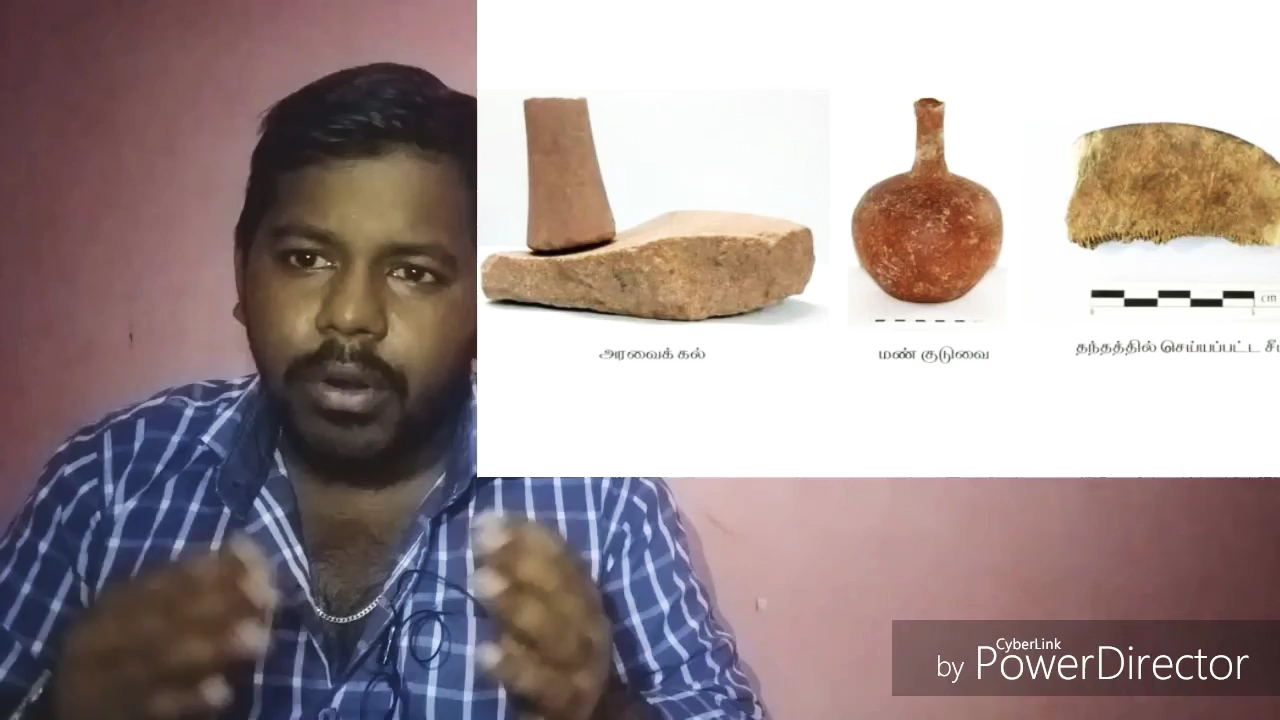 அரவைக் கல்
மண் குடுவை
தந்தத்தில் செய்யப்பட்ட
cm
CyberLink
by PowerDirector